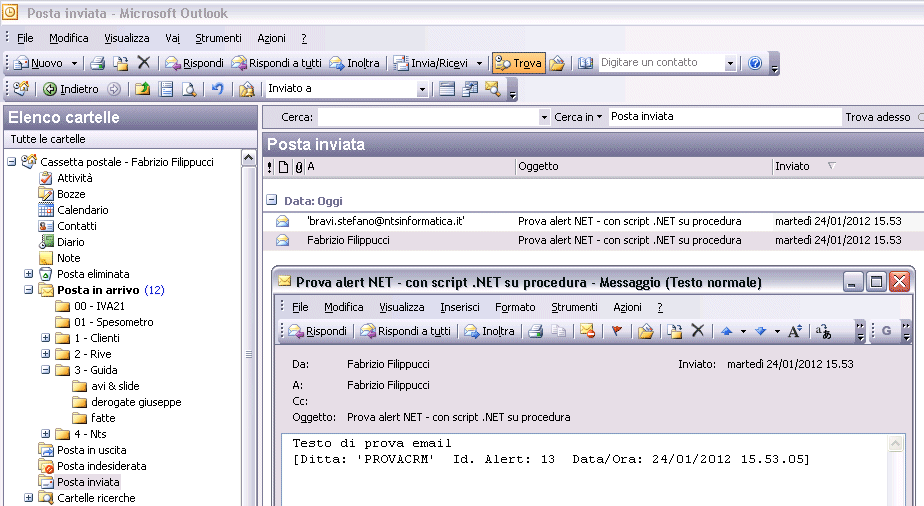 Posta inviata - Microsoft Outlook
File Modifica Visualizza Vai Strumenti Azioni ?
Nuovo Rispondi Rispondi a tutti Inoltra Invia/Ricevi Trova Digitare un contatto
Indietro Inviato a
Elenco cartelle
Tutte le cartelle
Cassetta postale - Fabrizio Filippucci
Attività
Bozze
Calendario
Contatti
Diario
Note
Posta eliminata
Posta in arrivo (12)
00 - IVA21
01 - Spesometro
1 - Clienti
2 - Rive
3 - Guida
avi & slide
derogate giuseppe
fatte
4 - Nts
Posta in uscita
Posta indesiderata
Posta inviata
Cartelle ricerche
Cerca: Cerca in Posta inviata Trova adesso
Posta inviata
! A Oggetto Inviato
Data: Oggi
'bravi.stefano@ntsinformatica.it' Prova alert NET - con script .NET su procedura martedì 24/01/2012 15.53
Fabrizio Filippucci Prova alert NET - con script .NET su procedura martedì 24/01/2012 15.53
Prova alert NET - con script .NET su procedura - Messaggio (Testo normale)
File Modifica Visualizza Inserisci Formato Strumenti Azioni ?
Rispondi Rispondi a tutti Inoltra G
Da: Fabrizio Filippucci Inviato: martedì 24/01/2012 15.53
A: Fabrizio Filippucci
Cc:
Oggetto: Prova alert NET - con script .NET su procedura
Testo di prova email
[Ditta: 'PROVACRM' Id. Alert: 13 Data/Ora: 24/01/2012 15.53.05]